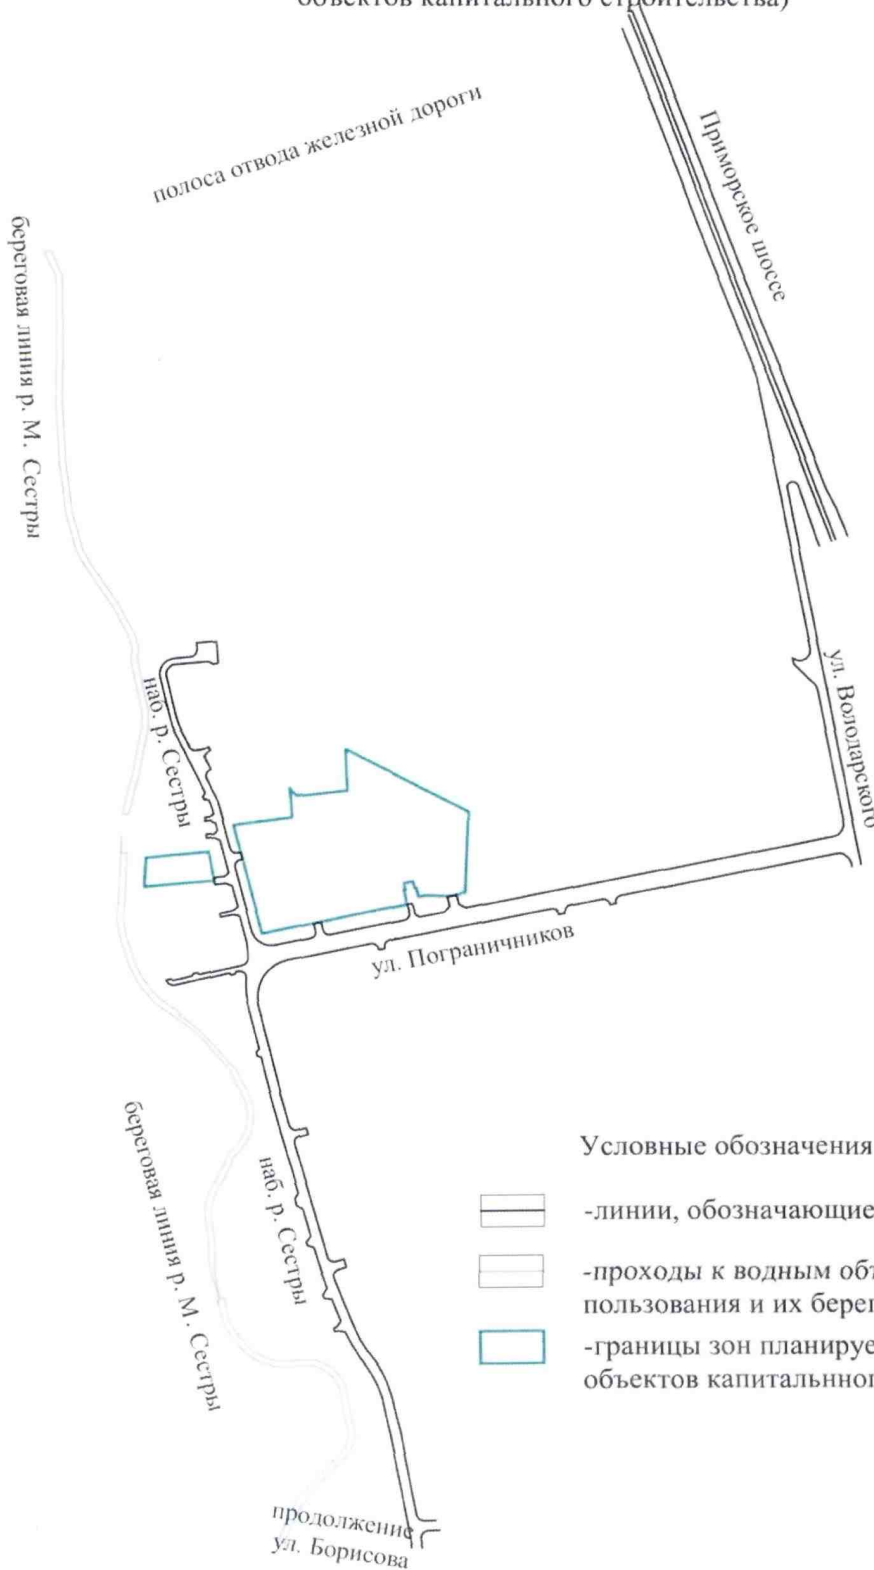 объектов капитального строительства)
полоса отвода железной дороги
Приморское шоссе
береговая линия р. М. Сестры
наб. р. Сестры
ул. Володарского
ул. Пограничников
береговая линия р. М. Сестры
наб. р. Сестры
Условные обозначения
-линии, обозначающие
-проходы к водным объ
пользования и их берег
-границы зон планируе
объектов капитальнног
продолжение
ул. Борисова